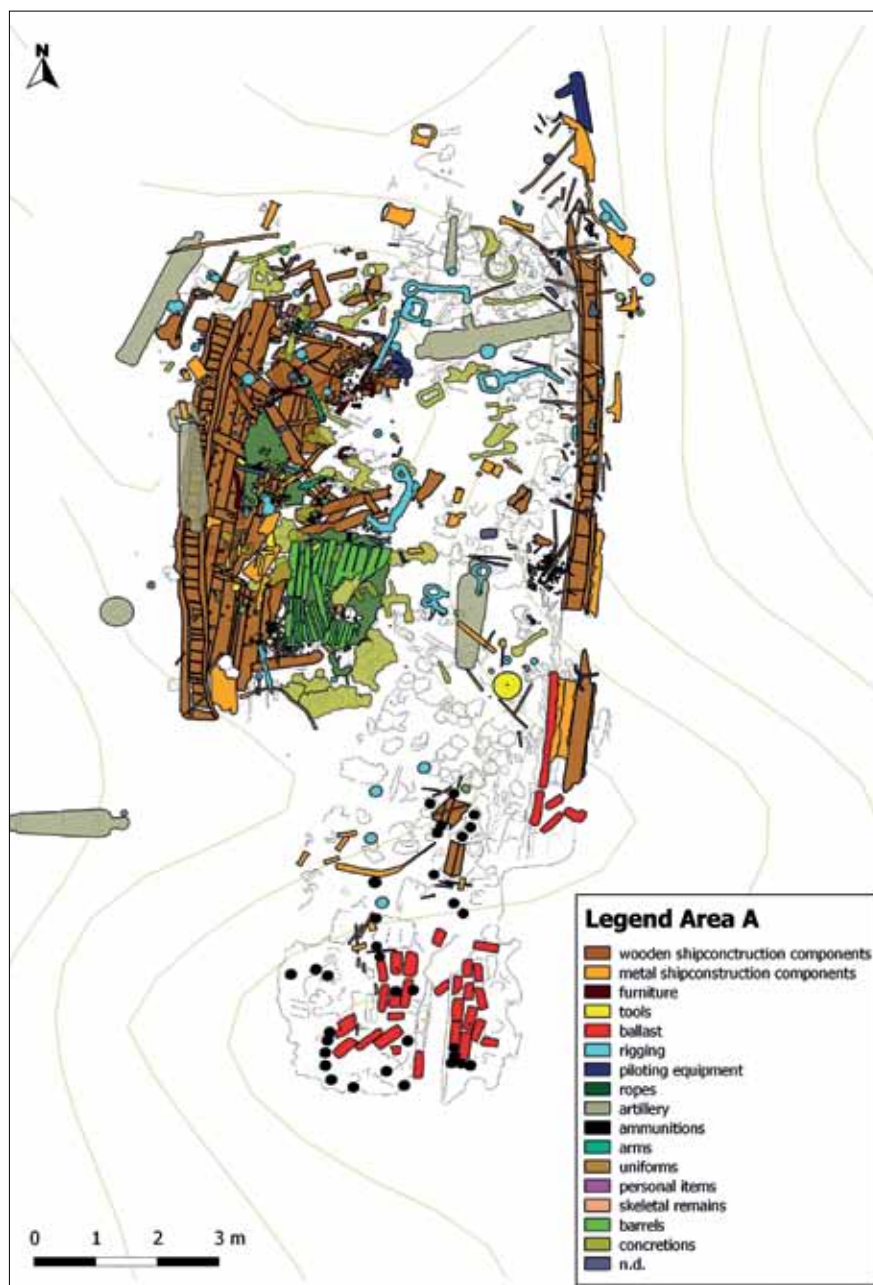 N
Legend Area A
wooden shipconctruction components
metal shipconstruction components
furniture
tools
ballast
rigging
piloting equipment
ropes
artillery
ammunitions
arms
uniforms
personal items
skeletal remains
barrels
concretions
n.d.
0 1 2 3 m